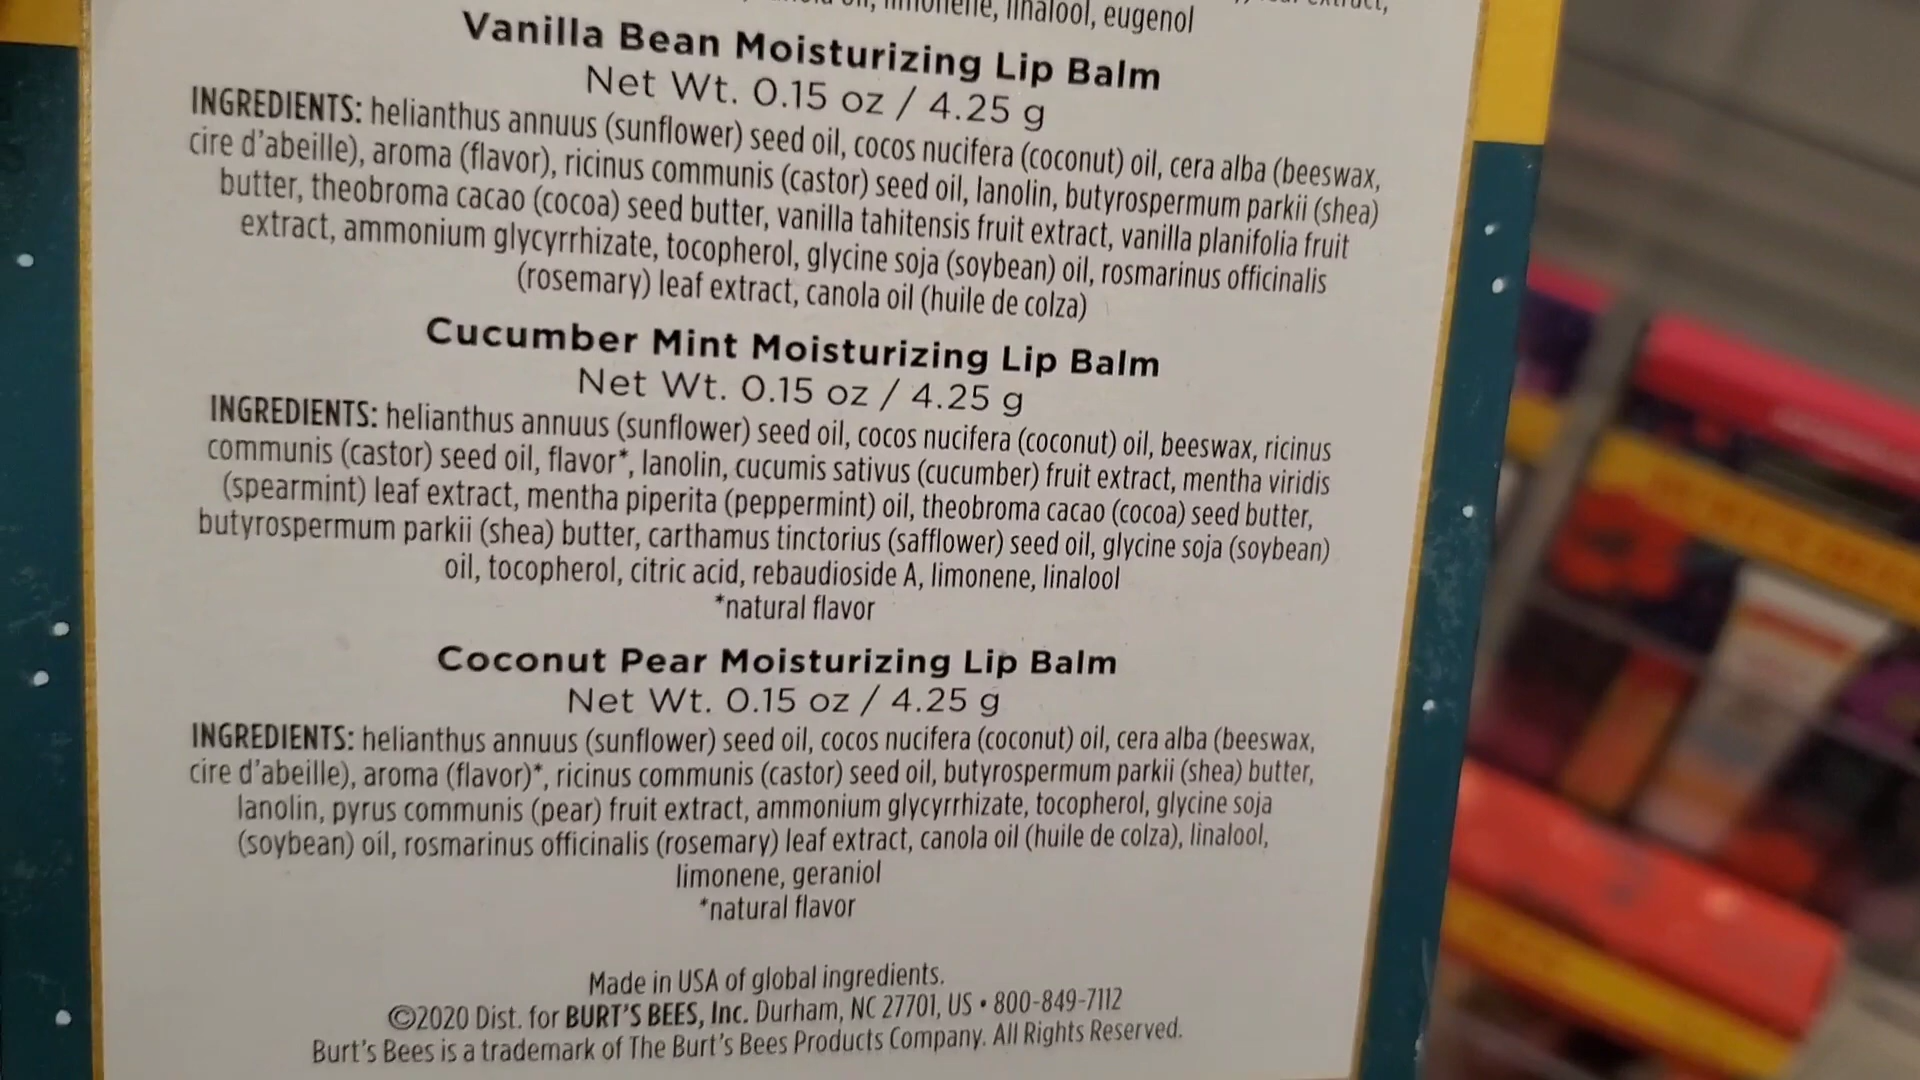 limonene, linalool, eugenol
Vanilla Bean Moisturizing Lip Balm
Net Wt. 0.15 oz / 4.25 g
INGREDIENTS: helianthus annuus (sunflower) seed oil, cocos nucifera (coconut) oil, cera alba (beeswax,
cire d'abeille), aroma (flavor), ricinus communis (castor) seed oil, lanolin, butyrospermum parkii (shea)
butter, theobroma cacao (cocoa) seed butter, vanilla tahitensis fruit extract, vanilla planifolia fruit
extract, ammonium glycyrrhizate, tocopherol, glycine soja (soybean) oil, rosmarinus officinalis
(rosemary) leaf extract, canola oil (huile de colza)
Cucumber Mint Moisturizing Lip Balm
Net Wt. 0.15 oz / 4.25 g
INGREDIENTS: helianthus annuus (sunflower) seed oil, cocos nucifera (coconut) oil, beeswax, ricinus
communis (castor) seed oil, flavor*, lanolin, cucumis sativus (cucumber) fruit extract, mentha viridis
(spearmint) leaf extract, mentha piperita (peppermint) oil, theobroma cacao (cocoa) seed butter,
butyrospermum parkii (shea) butter, carthamus tinctorius (safflower) seed oil, glycine soja (soybean)
oil, tocopherol, citric acid, rebaudioside A, limonene, linalool
*natural flavor
Coconut Pear Moisturizing Lip Balm
Net Wt. 0.15 oz / 4.25 g
INGREDIENTS: helianthus annuus (sunflower) seed oil, cocos nucifera (coconut) oil, cera alba (beeswax,
cire d'abeille), aroma (flavor)*, ricinus communis (castor) seed oil, butyrospermum parkii (shea) butter,
lanolin, pyrus communis (pear) fruit extract, ammonium glycyrrhizate, tocopherol, glycine soja
(soybean) oil, rosmarinus officinalis (rosemary) leaf extract, canola oil (huile de colza), linalool,
limonene, geraniol
*natural flavor
Made in USA of global ingredients.
©2020 Dist. for BURT'S BEES, Inc. Durham, NC 27701, US • 800-849-7112
Burt's Bees is a trademark of The Burt's Bees Products Company. All Rights Reserved.